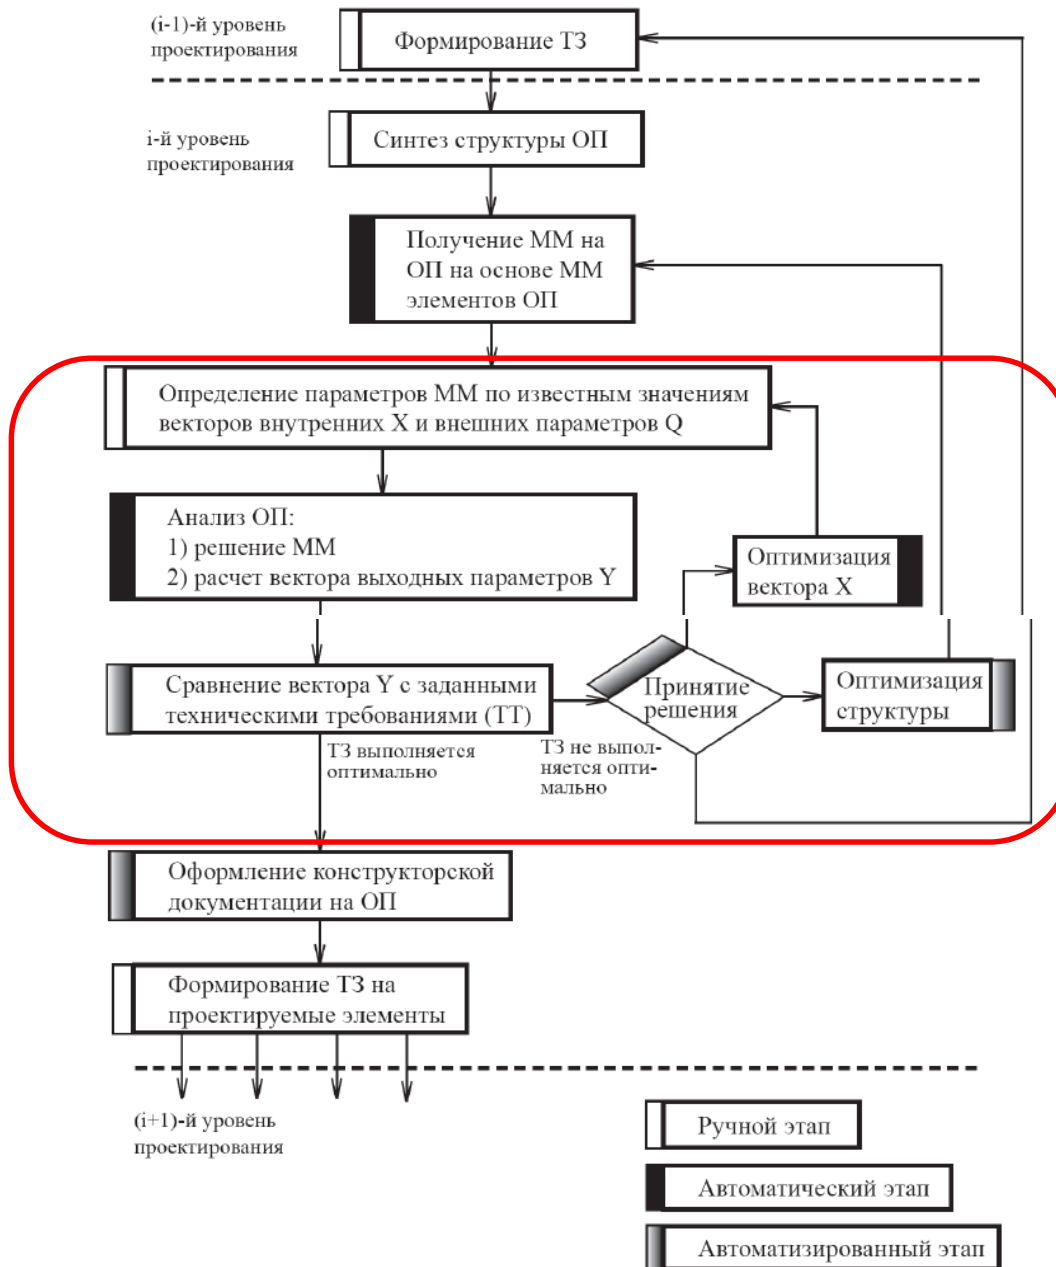 (i-1)-й уровень
проектирования
Формирование ТЗ
i-й уровень
проектирования
Синтез структуры ОП
Получение ММ на
ОП на основе ММ
элементов ОП
Определение параметров ММ по известным значениям
векторов внутренних X и внешних параметров Q
Анализ ОП:
1) решение ММ
2) расчет вектора выходных параметров Y
Оптимизация
вектора X
Сравнение вектора Y с заданными
техническими требованиями (ТТ)
Принятие
решения
Оптимизация
структуры
ТЗ выполняется
оптимально
ТЗ не выпол-
няется опти-
мально
Оформление конструкторской
документации на ОП
Формирование ТЗ на
проектируемые элементы
(i+1)-й уровень
проектирования
Ручной этап
Автоматический этап
Автоматизированный этап